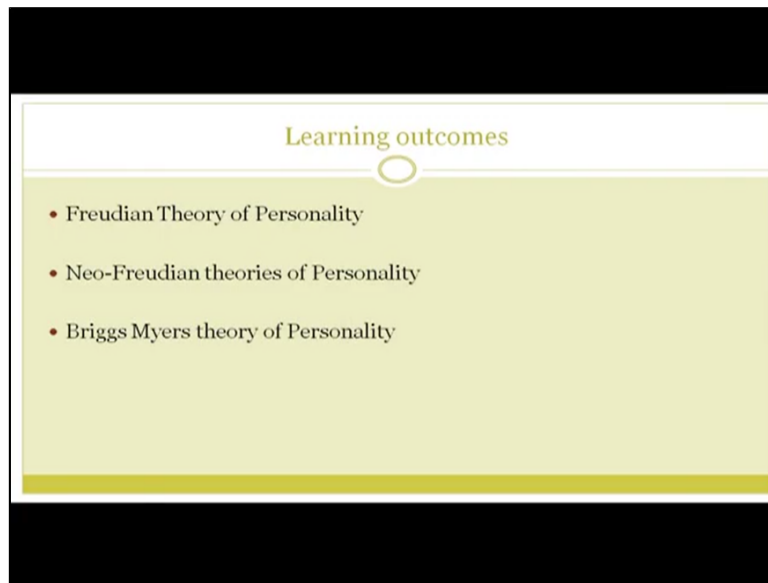 Learning outcomes
• Freudian Theory of Personality
• Neo-Freudian theories of Personality
• Briggs Myers theory of Personality